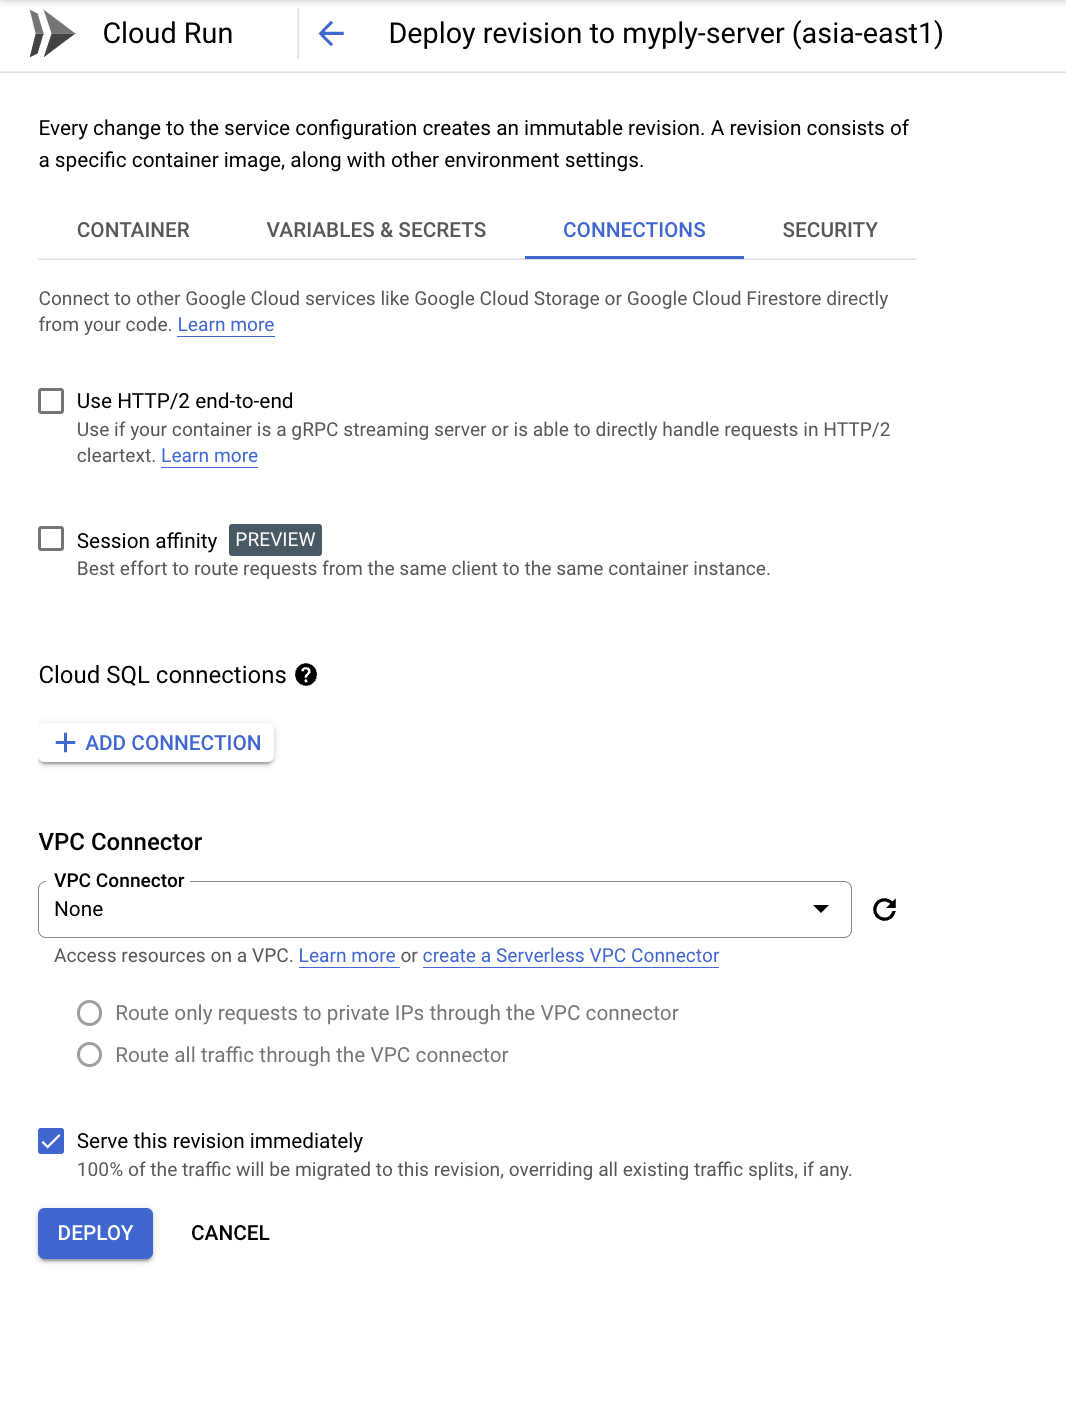 Cloud Run
Deploy revision to myply-server (asia-east1)
Every change to the service configuration creates an immutable revision. A revision consists of
a specific container image, along with other environment settings.
CONTAINER
VARIABLES & SECRETS
CONNECTIONS
SECURITY
Connect to other Google Cloud services like Google Cloud Storage or Google Cloud Firestore directly
from your code. Learn more
Use HTTP/2 end-to-end
Use if your container is a gRPC streaming server or is able to directly handle requests in HTTP/2
cleartext. Learn more
Session affinity PREVIEW
Best effort to route requests from the same client to the same container instance.
Cloud SQL connections ?
+ ADD CONNECTION
VPC Connector
VPC Connector
None
Access resources on a VPC. Learn more or create a Serverless VPC Connector
Route only requests to private IPs through the VPC connector
Route all traffic through the VPC connector
Serve this revision immediately
100% of the traffic will be migrated to this revision, overriding all existing traffic splits, if any.
DEPLOY
CANCEL